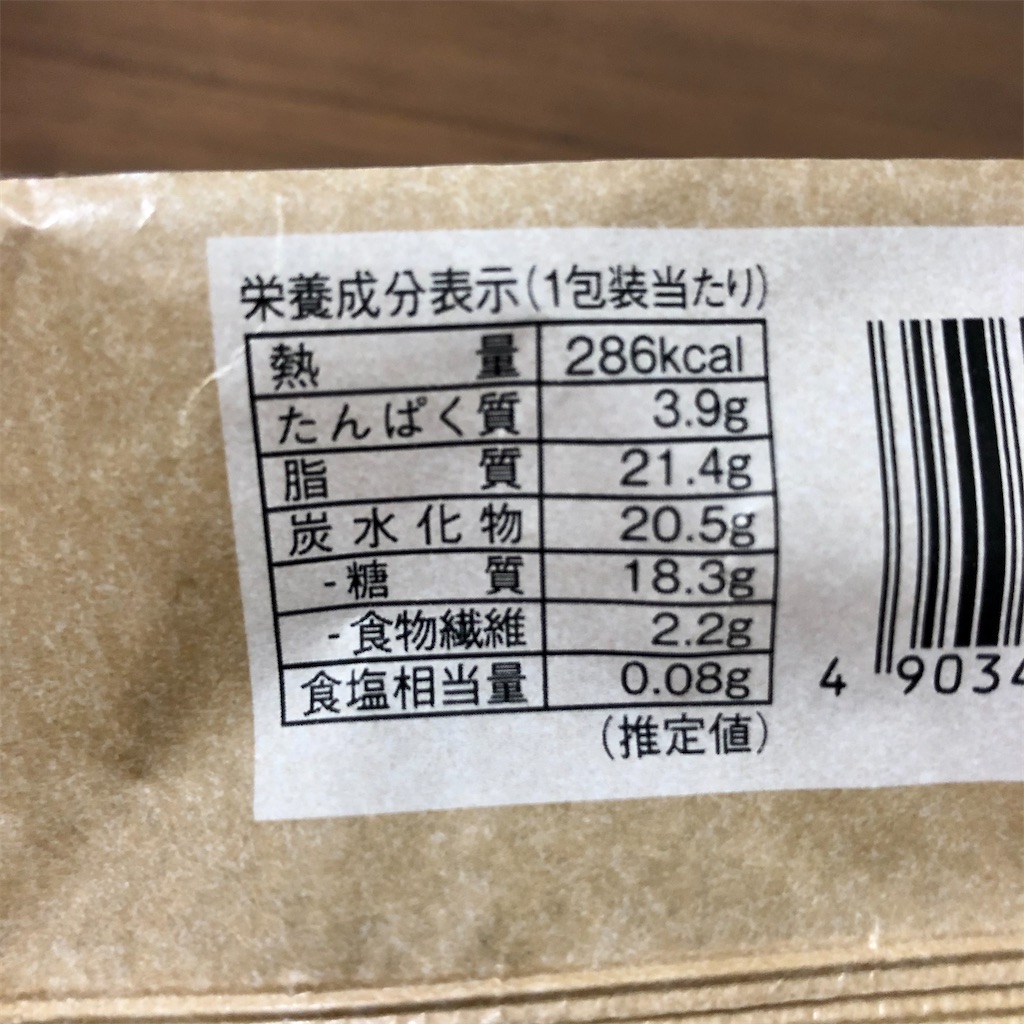 栄養成分表示(1包装当たり)
熱量 286kcal
たんぱく質 3.9g
脂質 21.4g
炭水化物 20.5g
-糖質 18.3g
-食物繊維 2.2g
食塩相当量 0.08g
(推定値)
4 9034